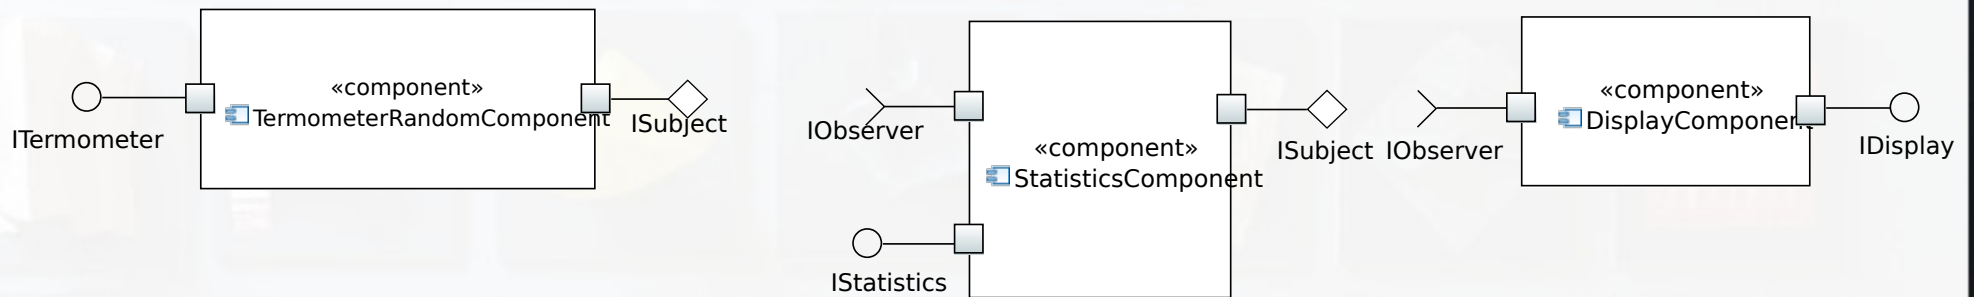 «component»
TermometerRandomComponent
ITermometer
ISubject
IObserver
«component»
StatisticsComponent
IStatistics
ISubject
IObserver
«component»
DisplayComponent
IDisplay